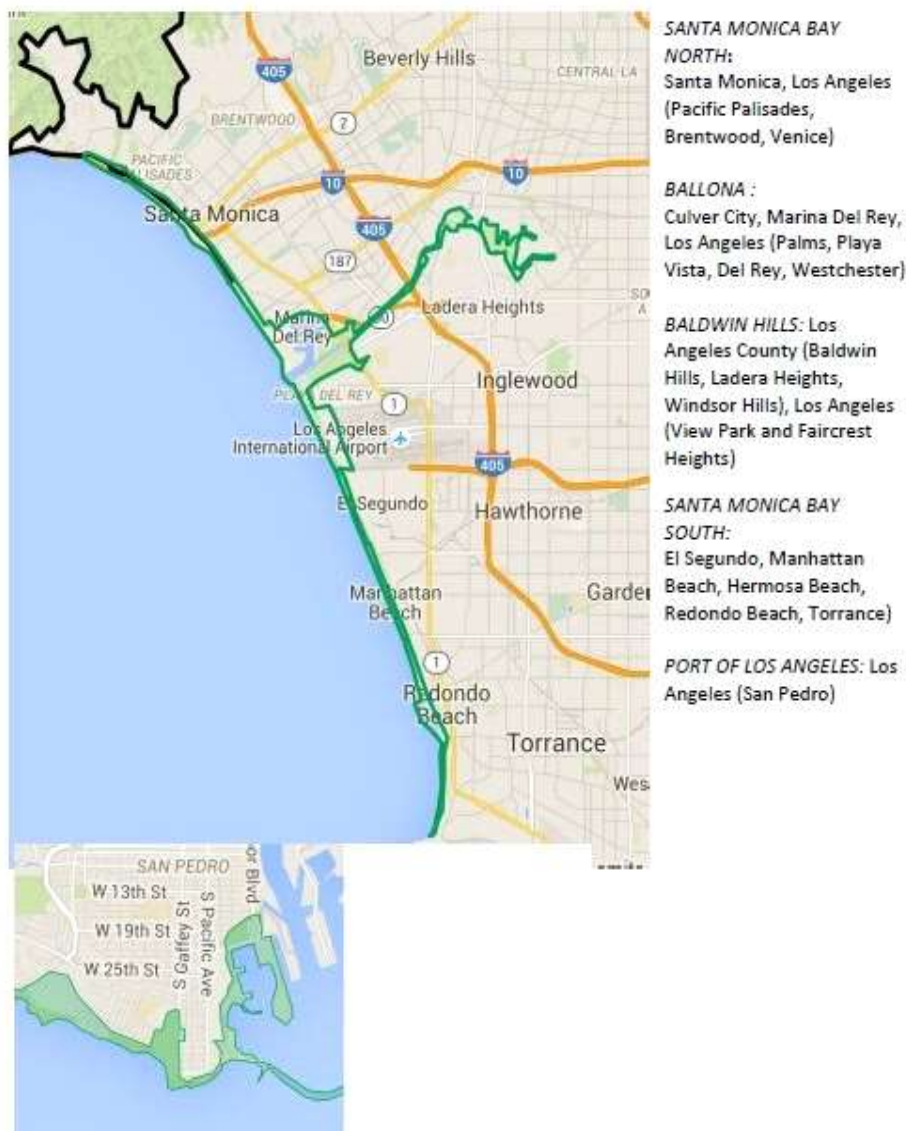 Beverly Hills
405
CENTRAL LA
BRENTWOOD
2
PACIFIC
ALISADES
10
10
Santa Monica
405
187
Ladera Heights
Marina
Del Rey
Inglewood
PLAYA DEL REY
1
Los Angeles
International Airport
405
El Segundo
Hawthorne
Manhattan
Beach
Garde
1
Redondo
Beach
Torrance
Wes
SAN PEDRO
or Blvd
W 13th St
W 19th St
S Gaffey St
S Pacific Ave
W 25th St
SANTA MONICA BAY
NORTH:
Santa Monica, Los Angeles
(Pacific Palisades,
Brentwood, Venice)
BALLONA :
Culver City, Marina Del Rey,
Los Angeles (Palms, Playa
Vista, Del Rey, Westchester)
BALDWIN HILLS: Los
Angeles County (Baldwin
Hills, Ladera Heights,
Windsor Hills), Los Angeles
(View Park and Faircrest
Heights)
SANTA MONICA BAY
SOUTH:
El Segundo, Manhattan
Beach, Hermosa Beach,
Redondo Beach, Torrance)
PORT OF LOS ANGELES: Los
Angeles (San Pedro)